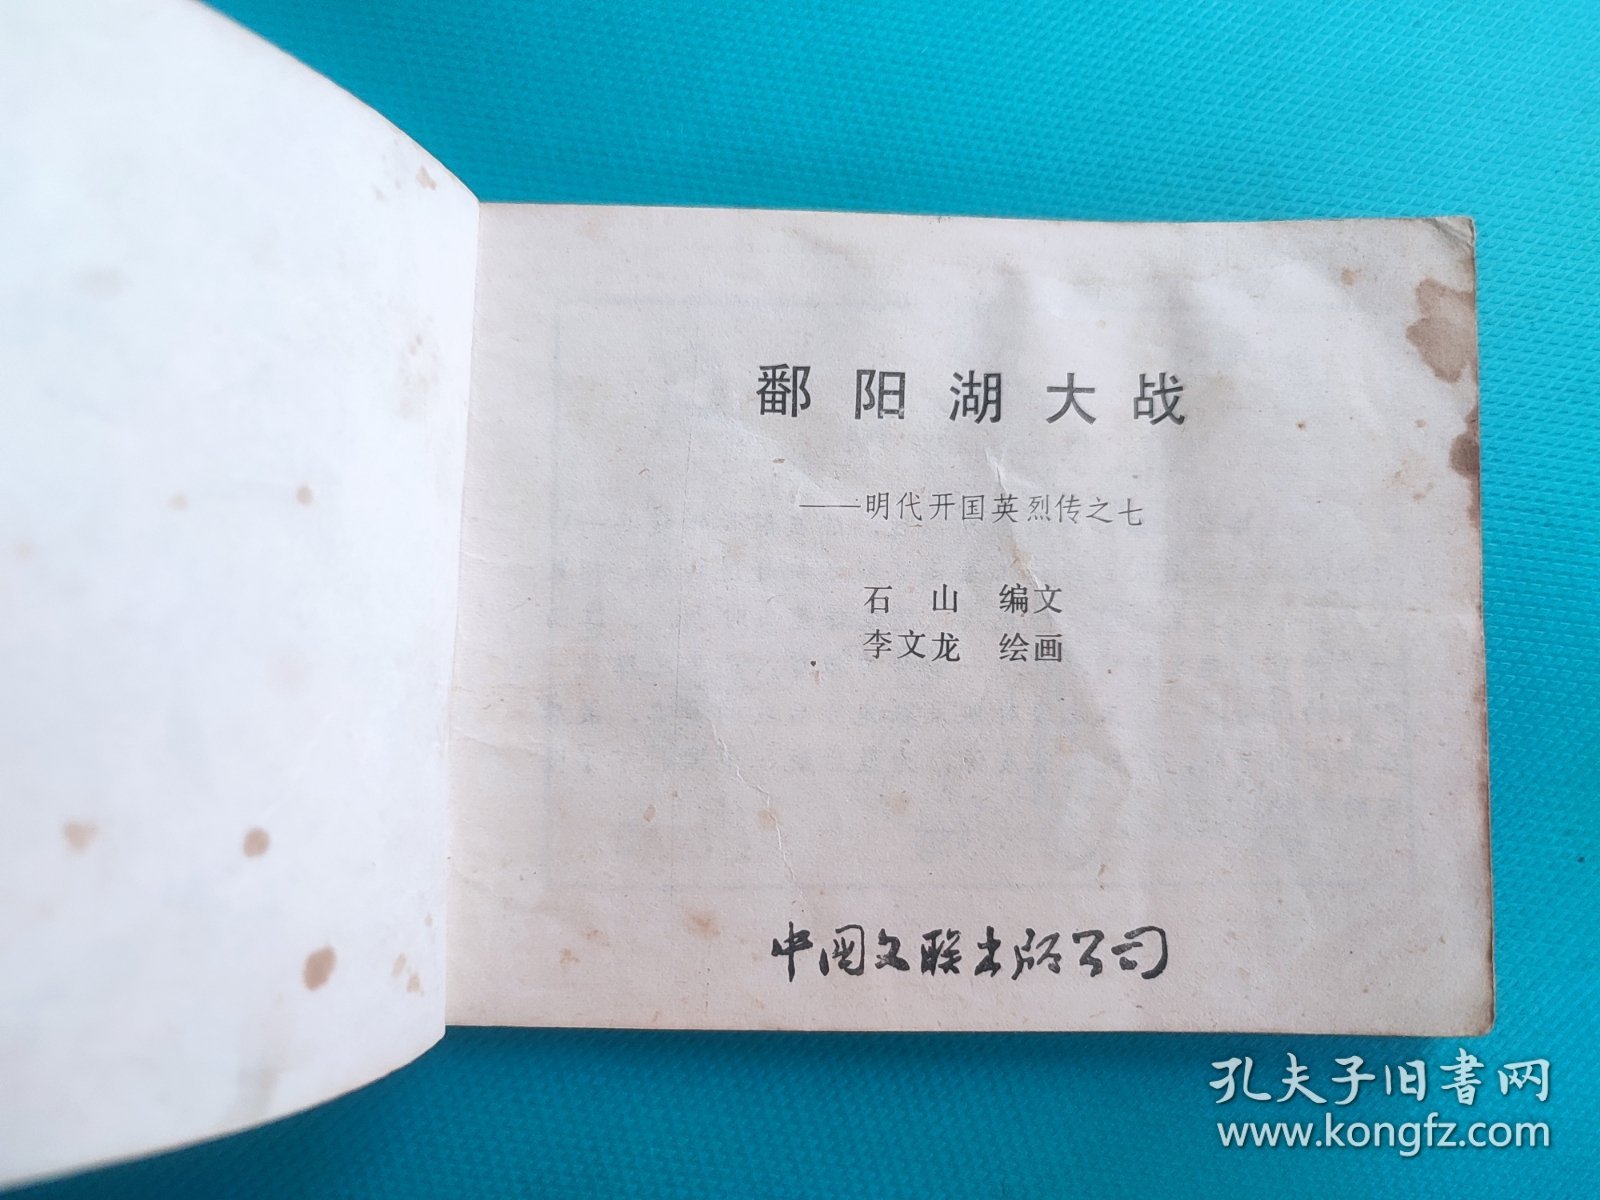 鄱阳湖大战
——明代开国英烈传之七
石 山 编文
李文龙 绘画
中国文联出版公司
孔夫子旧書网
www.kongfz.com